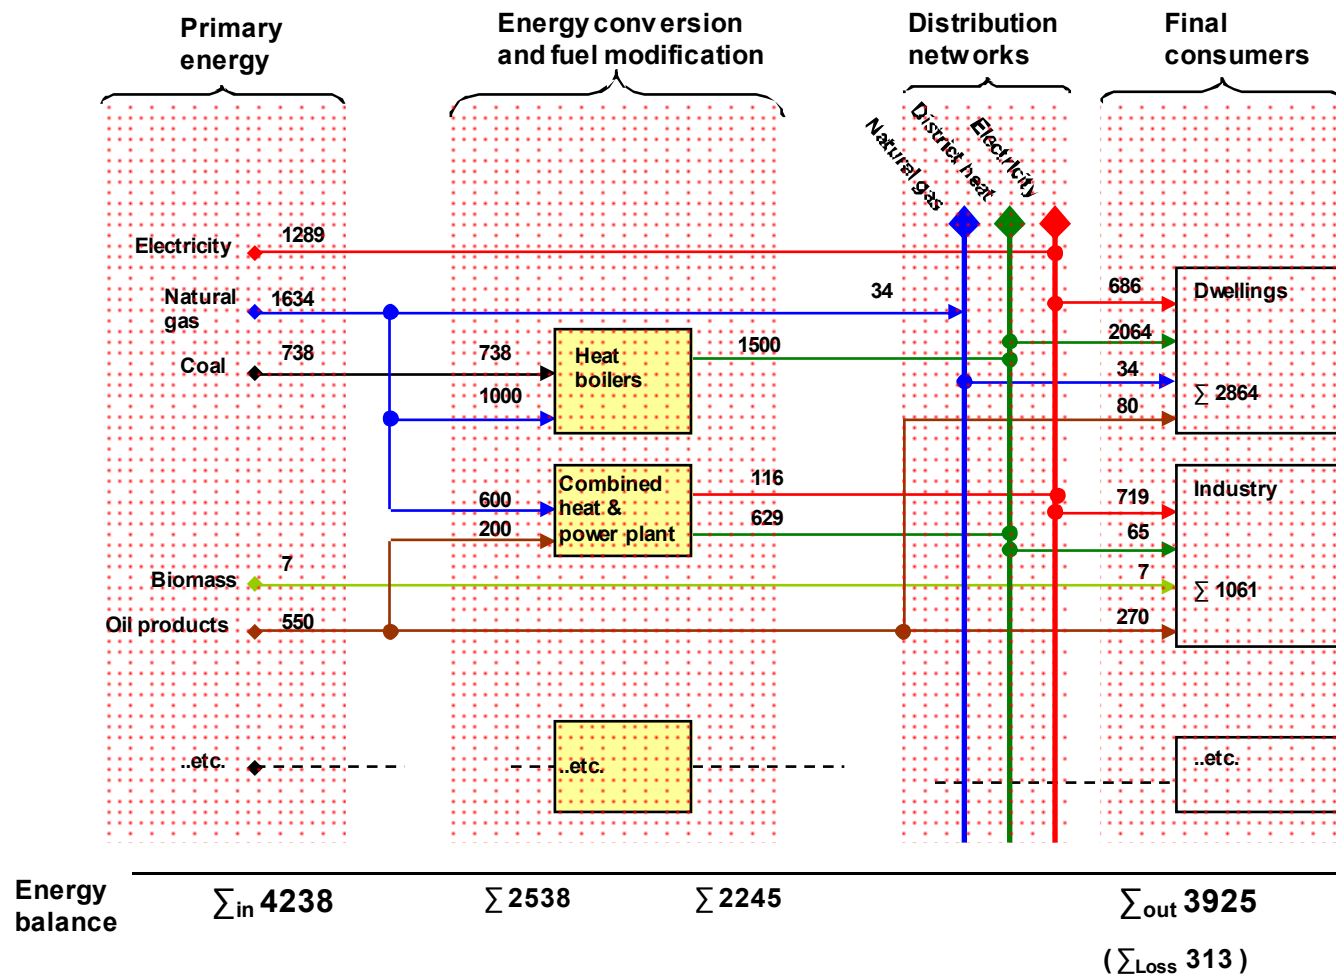 Primary
energy
Energy conversion
and fuel modification
Distribution
networks
Final
consumers
Natural gas
District heat
Electricity
Electricity
1289
Natural
gas
1634
34
Coal
738
738
1000
Heat
boilers
1500
686
2064
34
80
Dwellings
∑ 2864
600
200
Combined
heat &
power plant
116
629
719
65
7
270
Industry
∑ 1061
Biomass
7
Oil products
550
..etc.
..etc.
..etc.
Energy
balance
∑in 4238
∑ 2538
∑ 2245
∑out 3925
( ∑Loss 313 )